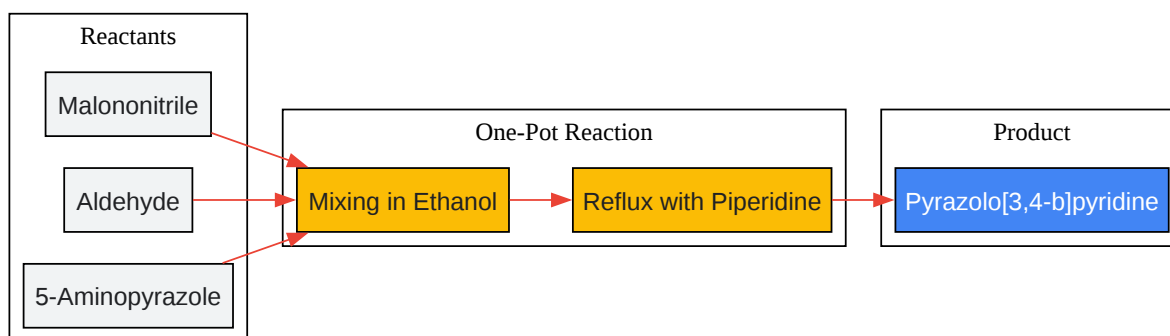 Reactants
Malononitrile
Aldehyde
5-Aminopyrazole
One-Pot Reaction
Mixing in Ethanol
Reflux with Piperidine
Product
Pyrazolo[3,4-b]pyridine